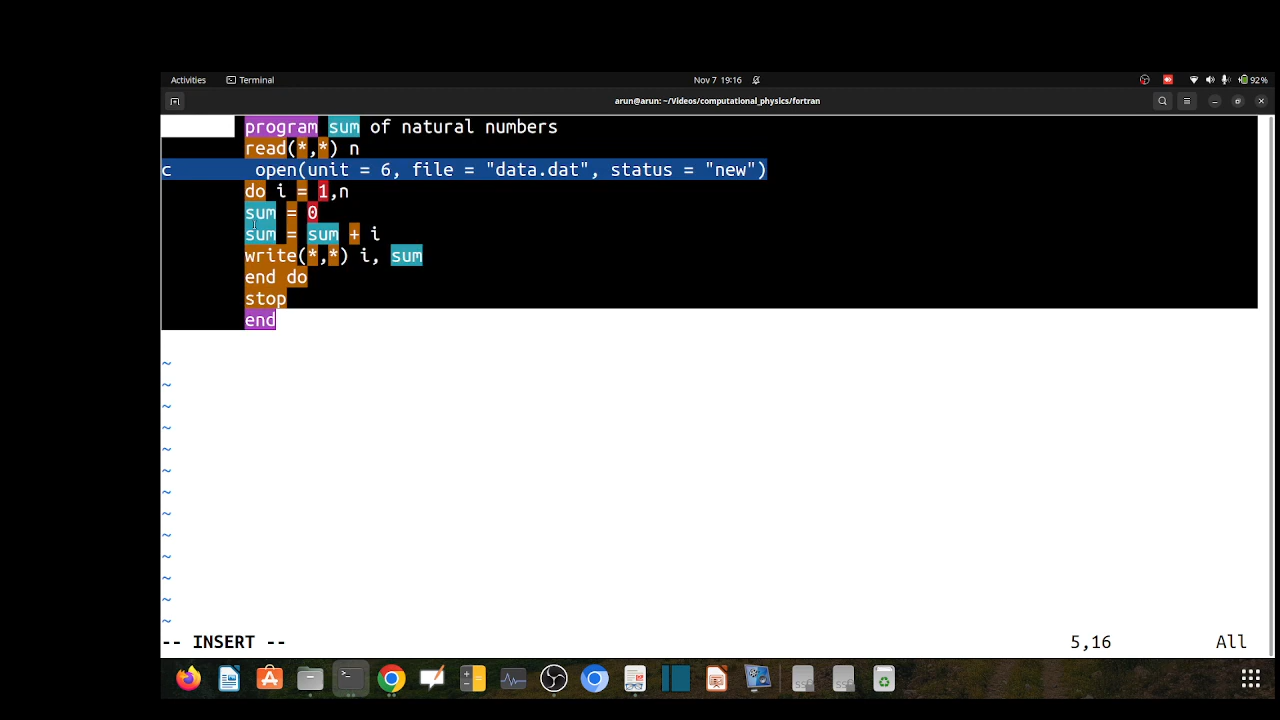 Activities Terminal Nov 7 19:16 92%
arun@arun: ~/Videos/computational_physics/fortran
program sum of natural numbers
read(*,*) n
c open(unit = 6, file = "data.dat", status = "new")
do i = 1,n
sum = 0
sum = sum + i
write(*,*) i, sum
end do
stop
end
~
~
~
~
~
~
~
~
~
~
~
~
~
-- INSERT -- 5,16 All